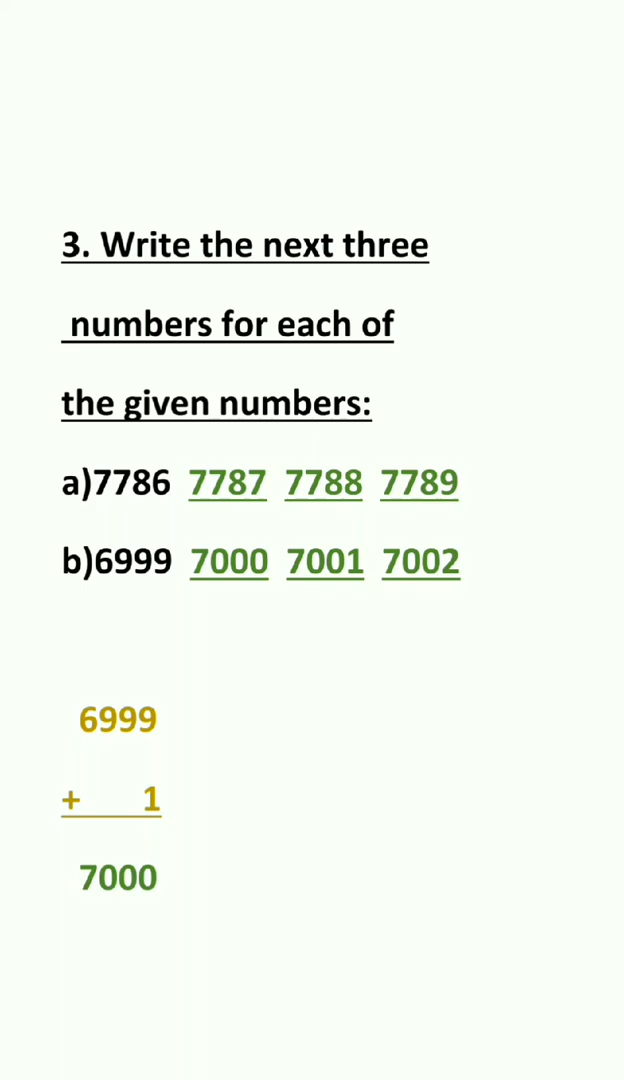 3. Write the next three
numbers for each of
the given numbers:
a)7786 7787 7788 7789
b)6999 7000 7001 7002
6999
+ 1
7000